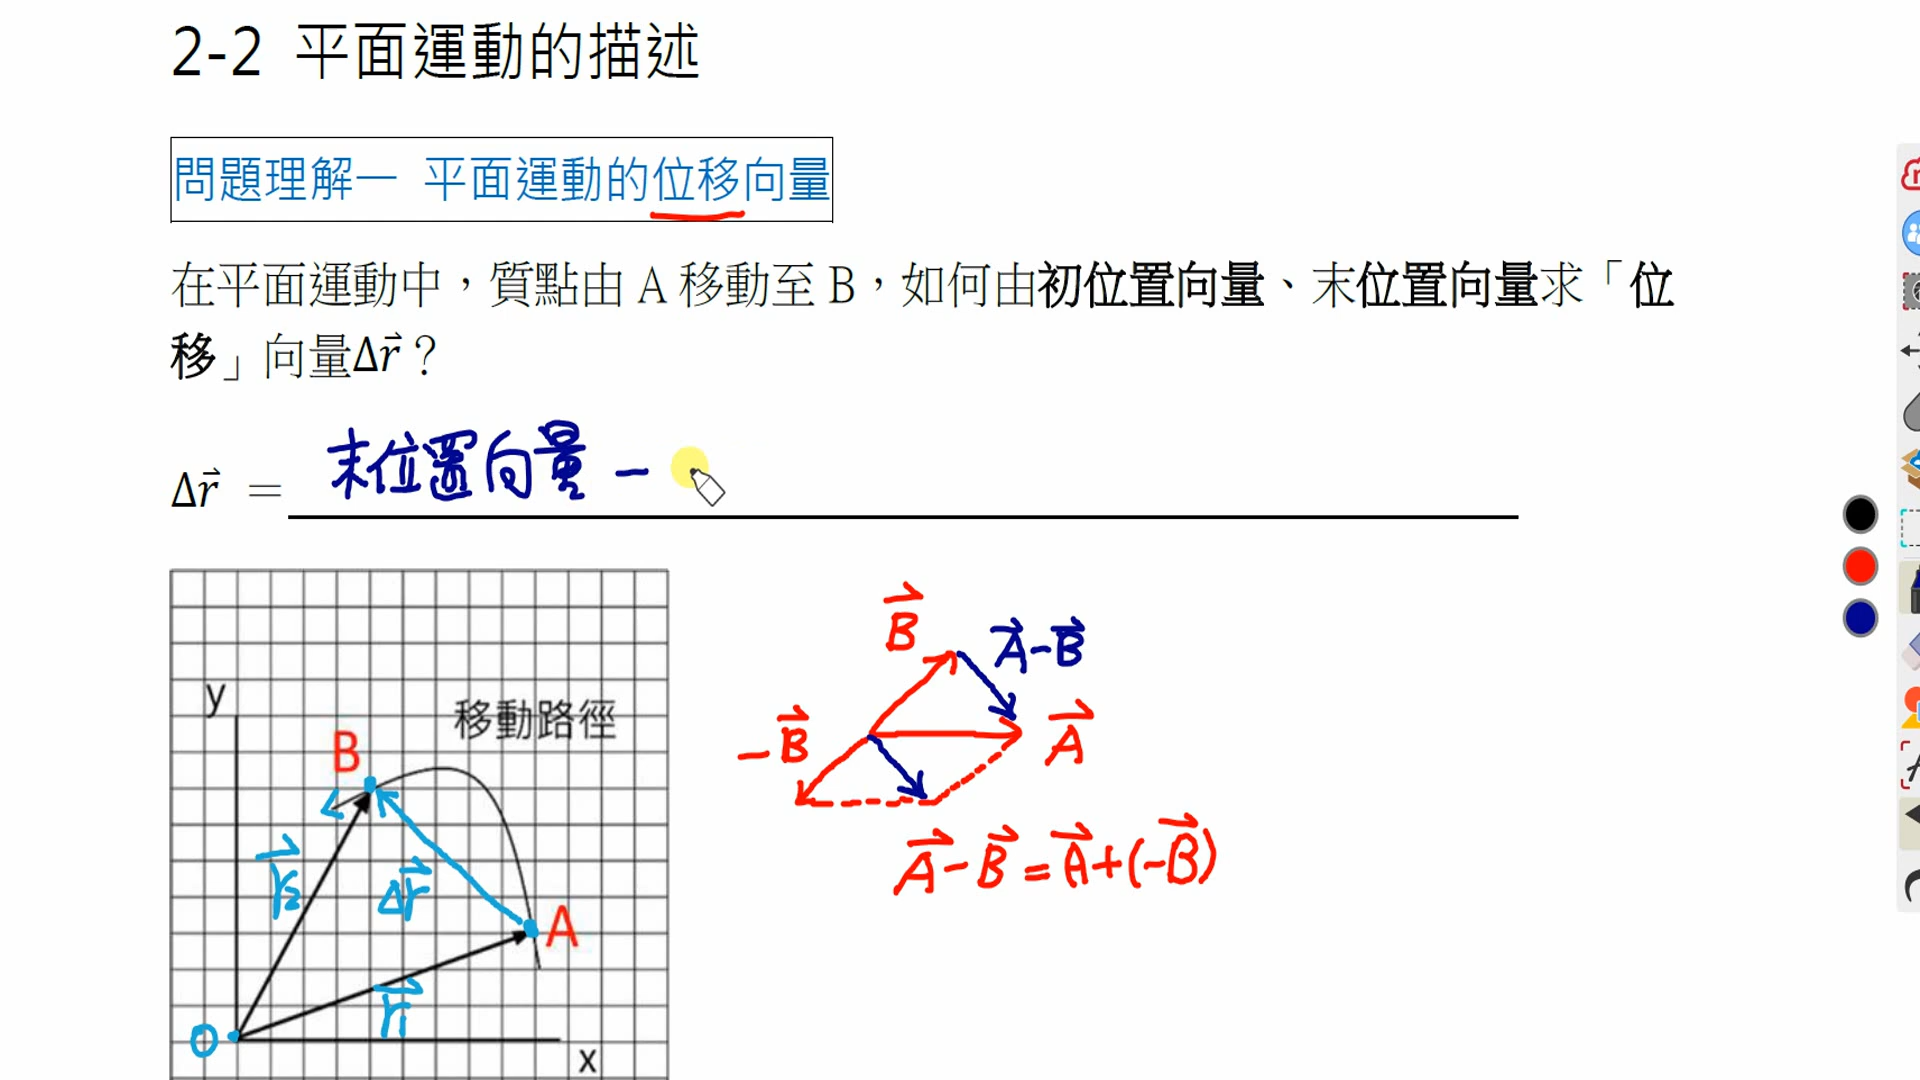 2-2 平面運動的描述
問題理解一 平面運動的位移向量
在平面運動中，質點由 A 移動至 B，如何由初位置向量、末位置向量求「位
移」向量Δr⃗？
Δr⃗ = 末位置向量 −
y
移動路徑
B
A
r⃗₂
Δr⃗
r⃗₁
O
x
B⃗
A⃗−B⃗
−B⃗
A⃗
A⃗−B⃗=A⃗+(−B⃗)